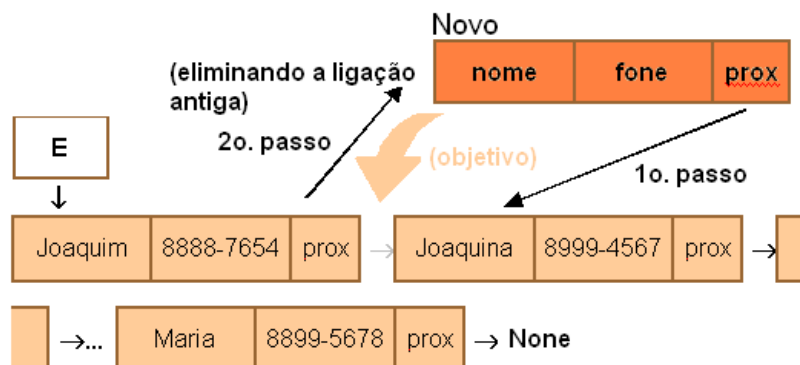 Novo
nome fone prox
(eliminando a ligação
antiga)
2o. passo
(objetivo)
1o. passo
E
Joaquim 8888-7654 prox → Joaquina 8999-4567 prox →
→... Maria 8899-5678 prox → None